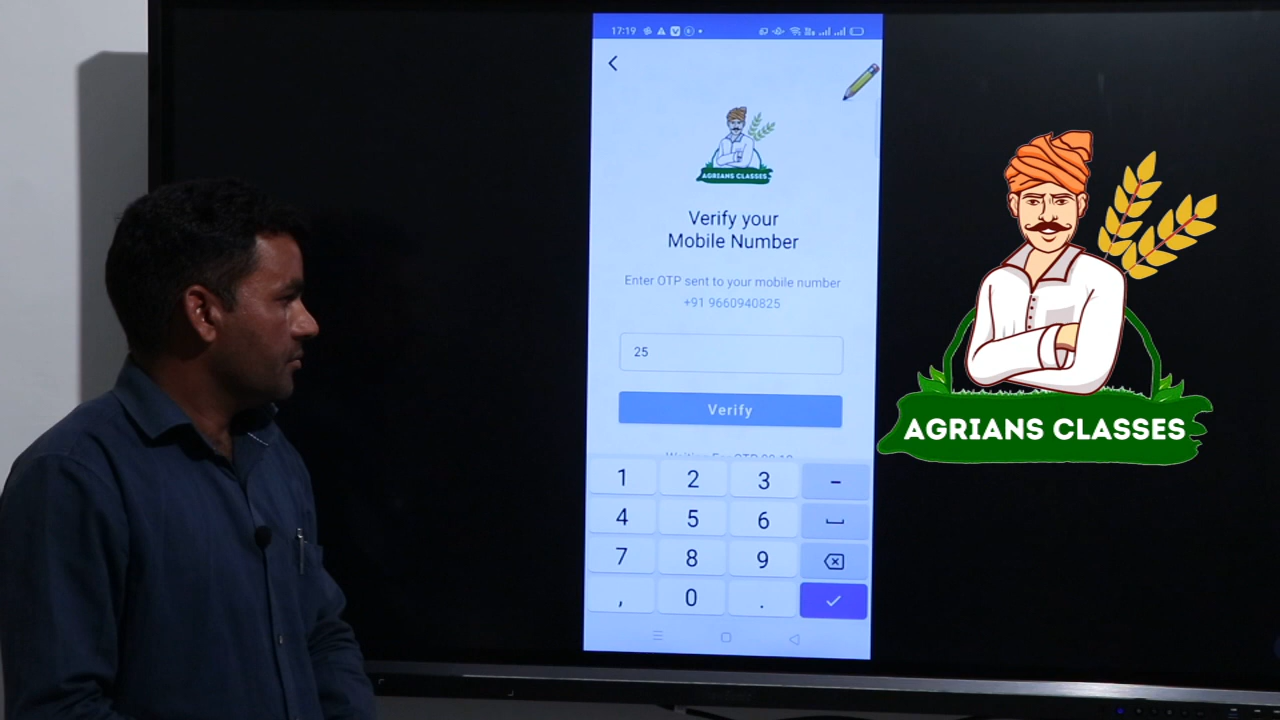 17:19
AGRIANS CLASSES
Verify your
Mobile Number
Enter OTP sent to your mobile number
+91 9660940825
25
Verify
1 2 3 -
4 5 6
7 8 9
, 0 .
AGRIANS CLASSES